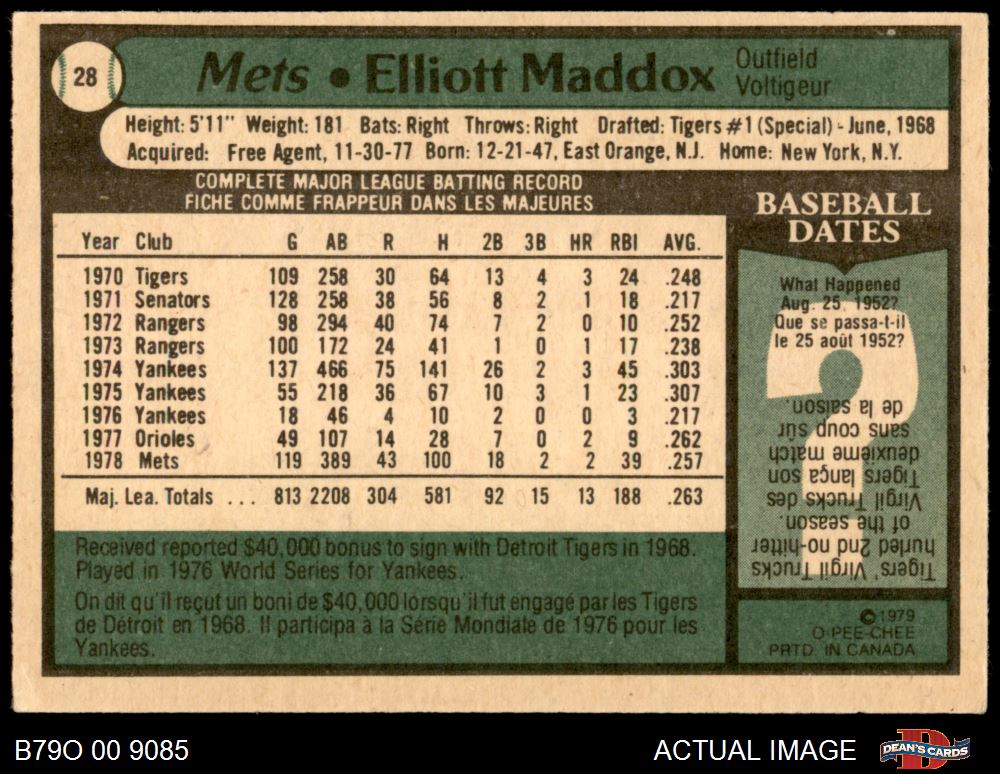 28
Mets • Elliott Maddox
Outfield
Voltigeur
Height: 5'11" Weight: 181 Bats: Right Throws: Right Drafted: Tigers #1 (Special) - June, 1968
Acquired: Free Agent, 11-30-77 Born: 12-21-47, East Orange, N.J. Home: New York, N.Y.
COMPLETE MAJOR LEAGUE BATTING RECORD
FICHE COMME FRAPPEUR DANS LES MAJEURES
Year Club G AB R H 2B 3B HR RBI AVG.
1970 Tigers 109 258 30 64 13 4 3 24 .248
1971 Senators 128 258 38 56 8 2 1 18 .217
1972 Rangers 98 294 40 74 7 2 0 10 .252
1973 Rangers 100 172 24 41 1 0 1 17 .238
1974 Yankees 137 466 75 141 26 2 3 45 .303
1975 Yankees 55 218 36 67 10 3 1 23 .307
1976 Yankees 18 46 4 10 2 0 0 3 .217
1977 Orioles 49 107 14 28 7 0 2 9 .262
1978 Mets 119 389 43 100 18 2 2 39 .257
Maj. Lea. Totals ... 813 2208 304 581 92 15 13 188 .263
Received reported $40,000 bonus to sign with Detroit Tigers in 1968.
Played in 1976 World Series for Yankees.
On dit qu'il reçut un boni de $40,000 lorsqu'il fut engagé par les Tigers
de Détroit en 1968. Il participa à la Série Mondiale de 1976 pour les
Yankees.
BASEBALL
DATES
What Happened
Aug. 25, 1952?
Que se passa-t-il
le 25 août 1952?
Tigers' Virgil Trucks
hurled 2nd no-hitter
of the season.
Virgil Trucks des
Tigers lança son
deuxième match
sans coup sûr
de la saison.
©1979
O-PEE-CHEE
PRTD. IN CANADA
B79O 00 9085
ACTUAL IMAGE
DEAN'S CARDS